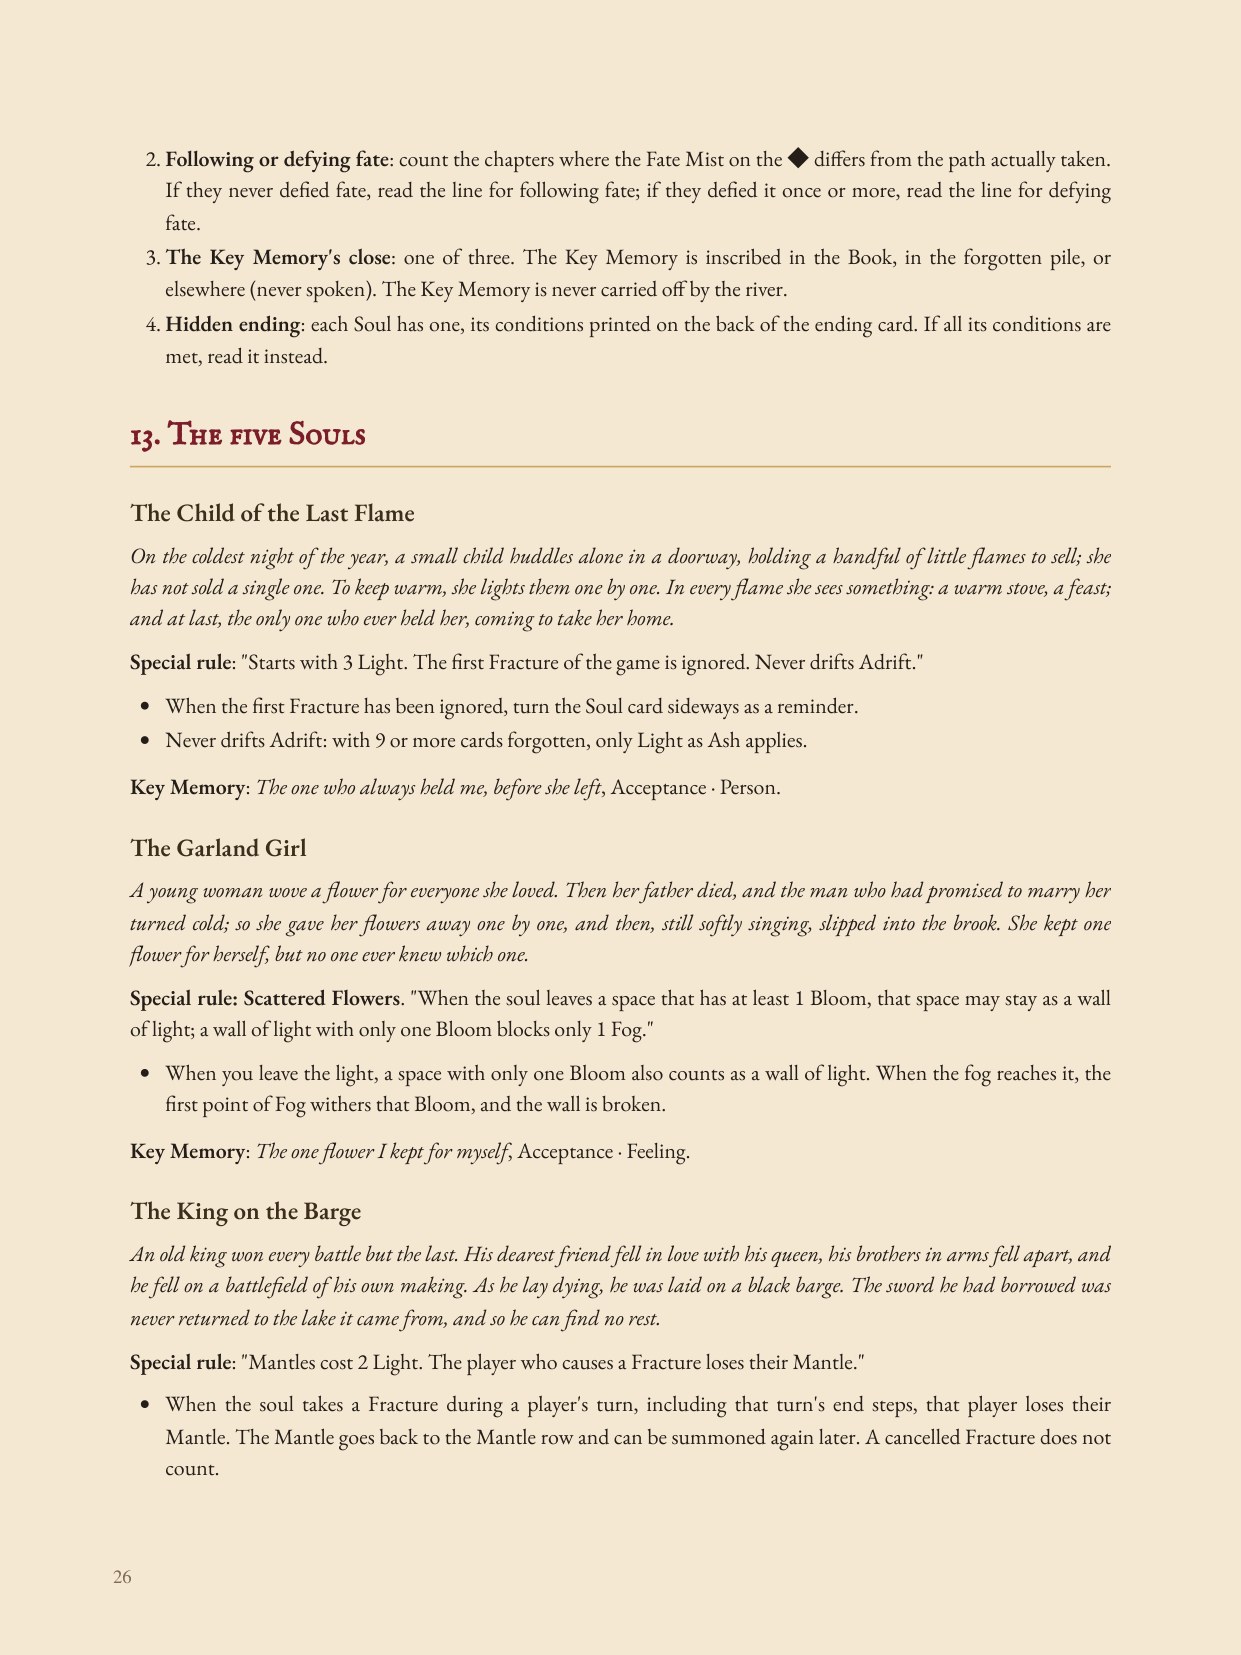 2. Following or defying fate: count the chapters where the Fate Mist on the ◆ differs from the path actually taken.
If they never defied fate, read the line for following fate; if they defied it once or more, read the line for defying
fate.
3. The Key Memory's close: one of three. The Key Memory is inscribed in the Book, in the forgotten pile, or
elsewhere (never spoken). The Key Memory is never carried off by the river.
4. Hidden ending: each Soul has one, its conditions printed on the back of the ending card. If all its conditions are
met, read it instead.
13. The five Souls
The Child of the Last Flame
On the coldest night of the year, a small child huddles alone in a doorway, holding a handful of little flames to sell; she
has not sold a single one. To keep warm, she lights them one by one. In every flame she sees something: a warm stove, a feast;
and at last, the only one who ever held her, coming to take her home.
Special rule: "Starts with 3 Light. The first Fracture of the game is ignored. Never drifts Adrift."
• When the first Fracture has been ignored, turn the Soul card sideways as a reminder.
• Never drifts Adrift: with 9 or more cards forgotten, only Light as Ash applies.
Key Memory: The one who always held me, before she left, Acceptance · Person.
The Garland Girl
A young woman wove a flower for everyone she loved. Then her father died, and the man who had promised to marry her
turned cold; so she gave her flowers away one by one, and then, still softly singing, slipped into the brook. She kept one
flower for herself, but no one ever knew which one.
Special rule: Scattered Flowers. "When the soul leaves a space that has at least 1 Bloom, that space may stay as a wall
of light; a wall of light with only one Bloom blocks only 1 Fog."
• When you leave the light, a space with only one Bloom also counts as a wall of light. When the fog reaches it, the
first point of Fog withers that Bloom, and the wall is broken.
Key Memory: The one flower I kept for myself, Acceptance · Feeling.
The King on the Barge
An old king won every battle but the last. His dearest friend fell in love with his queen, his brothers in arms fell apart, and
he fell on a battlefield of his own making. As he lay dying, he was laid on a black barge. The sword he had borrowed was
never returned to the lake it came from, and so he can find no rest.
Special rule: "Mantles cost 2 Light. The player who causes a Fracture loses their Mantle."
• When the soul takes a Fracture during a player's turn, including that turn's end steps, that player loses their
Mantle. The Mantle goes back to the Mantle row and can be summoned again later. A cancelled Fracture does not
count.
26